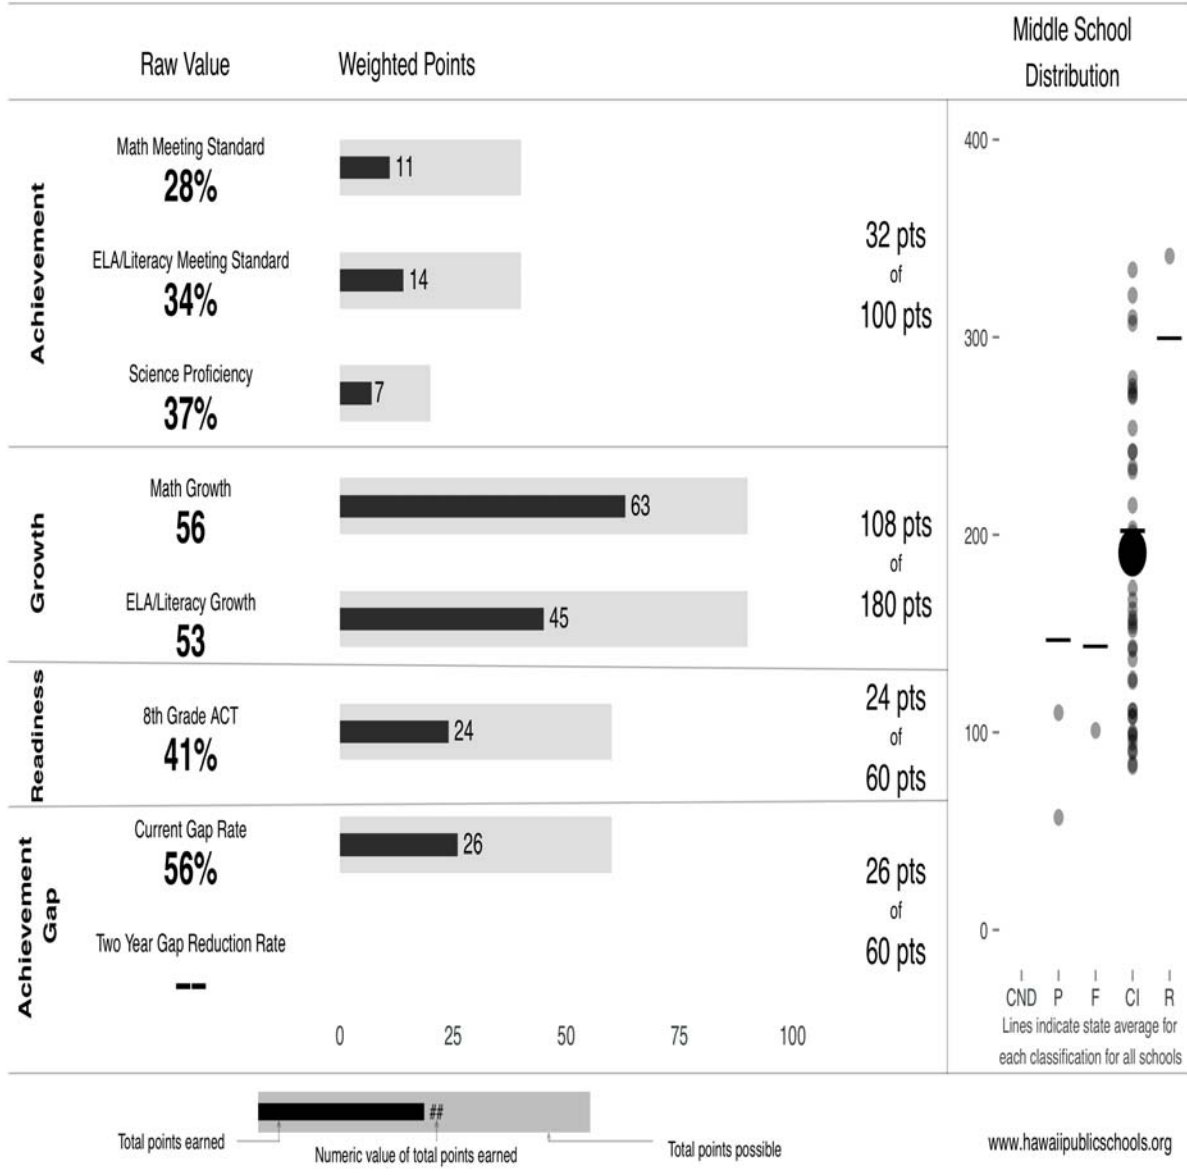 Raw Value
Weighted Points
Middle School
Distribution
Achievement
Math Meeting Standard
28%
11
ELA/Literacy Meeting Standard
34%
14
Science Proficiency
37%
7
32 pts
of
100 pts
Growth
Math Growth
56
63
ELA/Literacy Growth
53
45
108 pts
of
180 pts
Readiness
8th Grade ACT
41%
24
24 pts
of
60 pts
Achievement
Gap
Current Gap Rate
56%
26
Two Year Gap Reduction Rate
--
26 pts
of
60 pts
0 25 50 75 100
400
300
200
100
0
CND P F CI R
Lines indicate state average for
each classification for all schools
##
Total points earned
Numeric value of total points earned
Total points possible
www.hawaiipublicschools.org